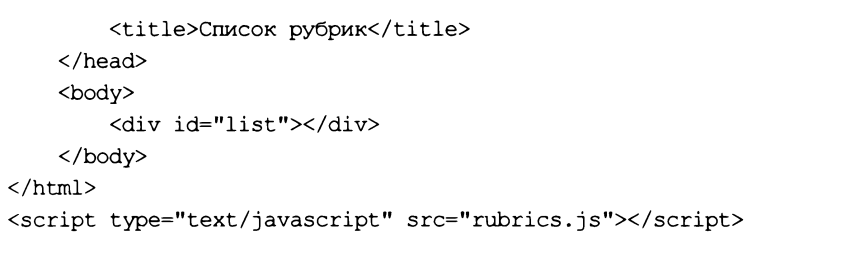 <title>Список рубрик</title>
</head>
<body>
<div id="list"></div>
</body>
</html>
<script type="text/javascript" src="rubrics.js"></script>